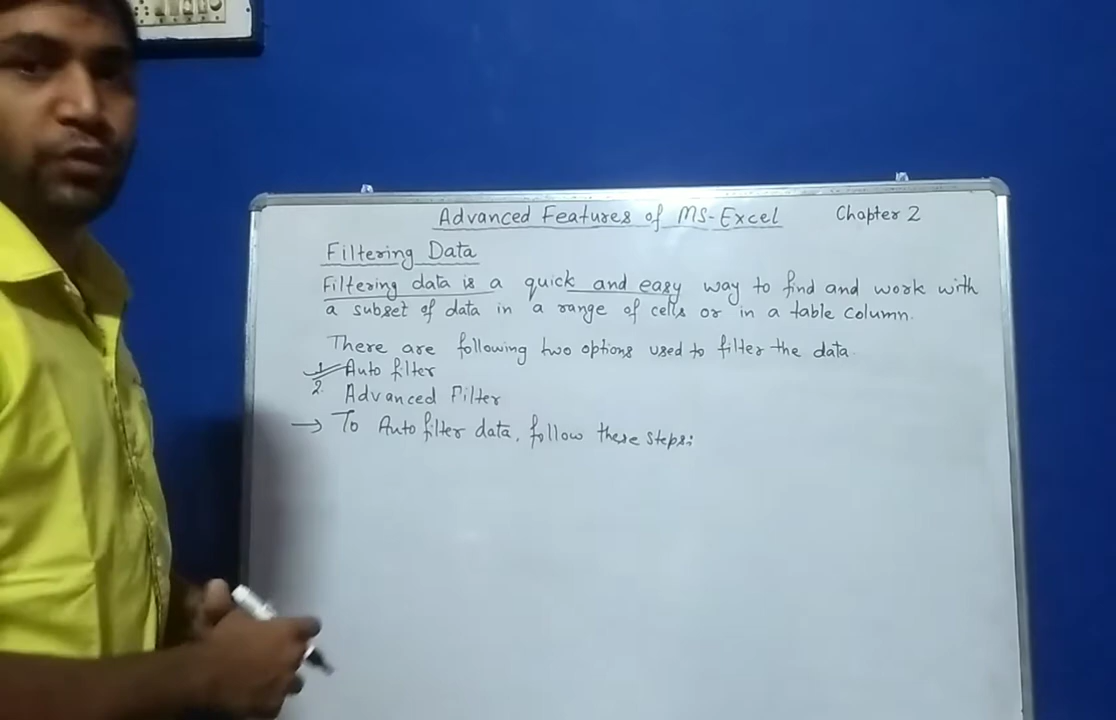 Advanced Features of MS-Excel Chapter 2
Filtering Data
Filtering data is a quick and easy way to find and work with
a subset of data in a range of cells or in a table column.
There are following two options used to filter the data.
1 Auto filter
2 Advanced Filter
→ To Auto filter data, follow these steps: